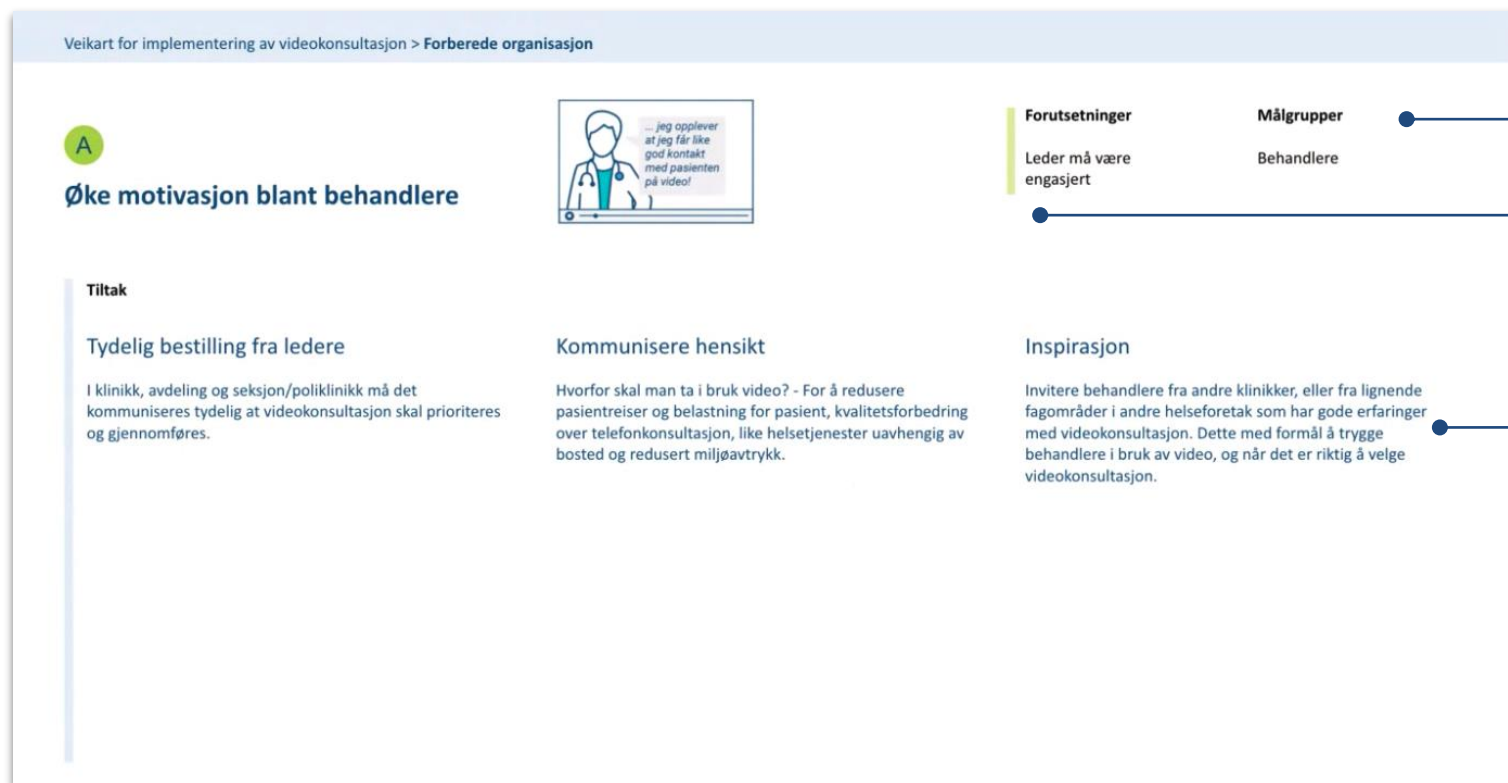 Veikart for implementering av videokonsultasjon > Forberede organisasjon
A
Øke motivasjon blant behandlere
... jeg opplever
at jeg får like
god kontakt
med pasienten
på video!
Forutsetninger
Leder må være
engasjert
Målgrupper
Behandlere
Tiltak
Tydelig bestilling fra ledere
I klinikk, avdeling og seksjon/poliklinikk må det
kommuniseres tydelig at videokonsultasjon skal prioriteres
og gjennomføres.
Kommunisere hensikt
Hvorfor skal man ta i bruk video? - For å redusere
pasientreiser og belastning for pasient, kvalitetsforbedring
over telefonkonsultasjon, like helsetjenester uavhengig av
bosted og redusert miljøavtrykk.
Inspirasjon
Invitere behandlere fra andre klinikker, eller fra lignende
fagområder i andre helseforetak som har gode erfaringer
med videokonsultasjon. Dette med formål å trygge
behandlere i bruk av video, og når det er riktig å velge
videokonsultasjon.